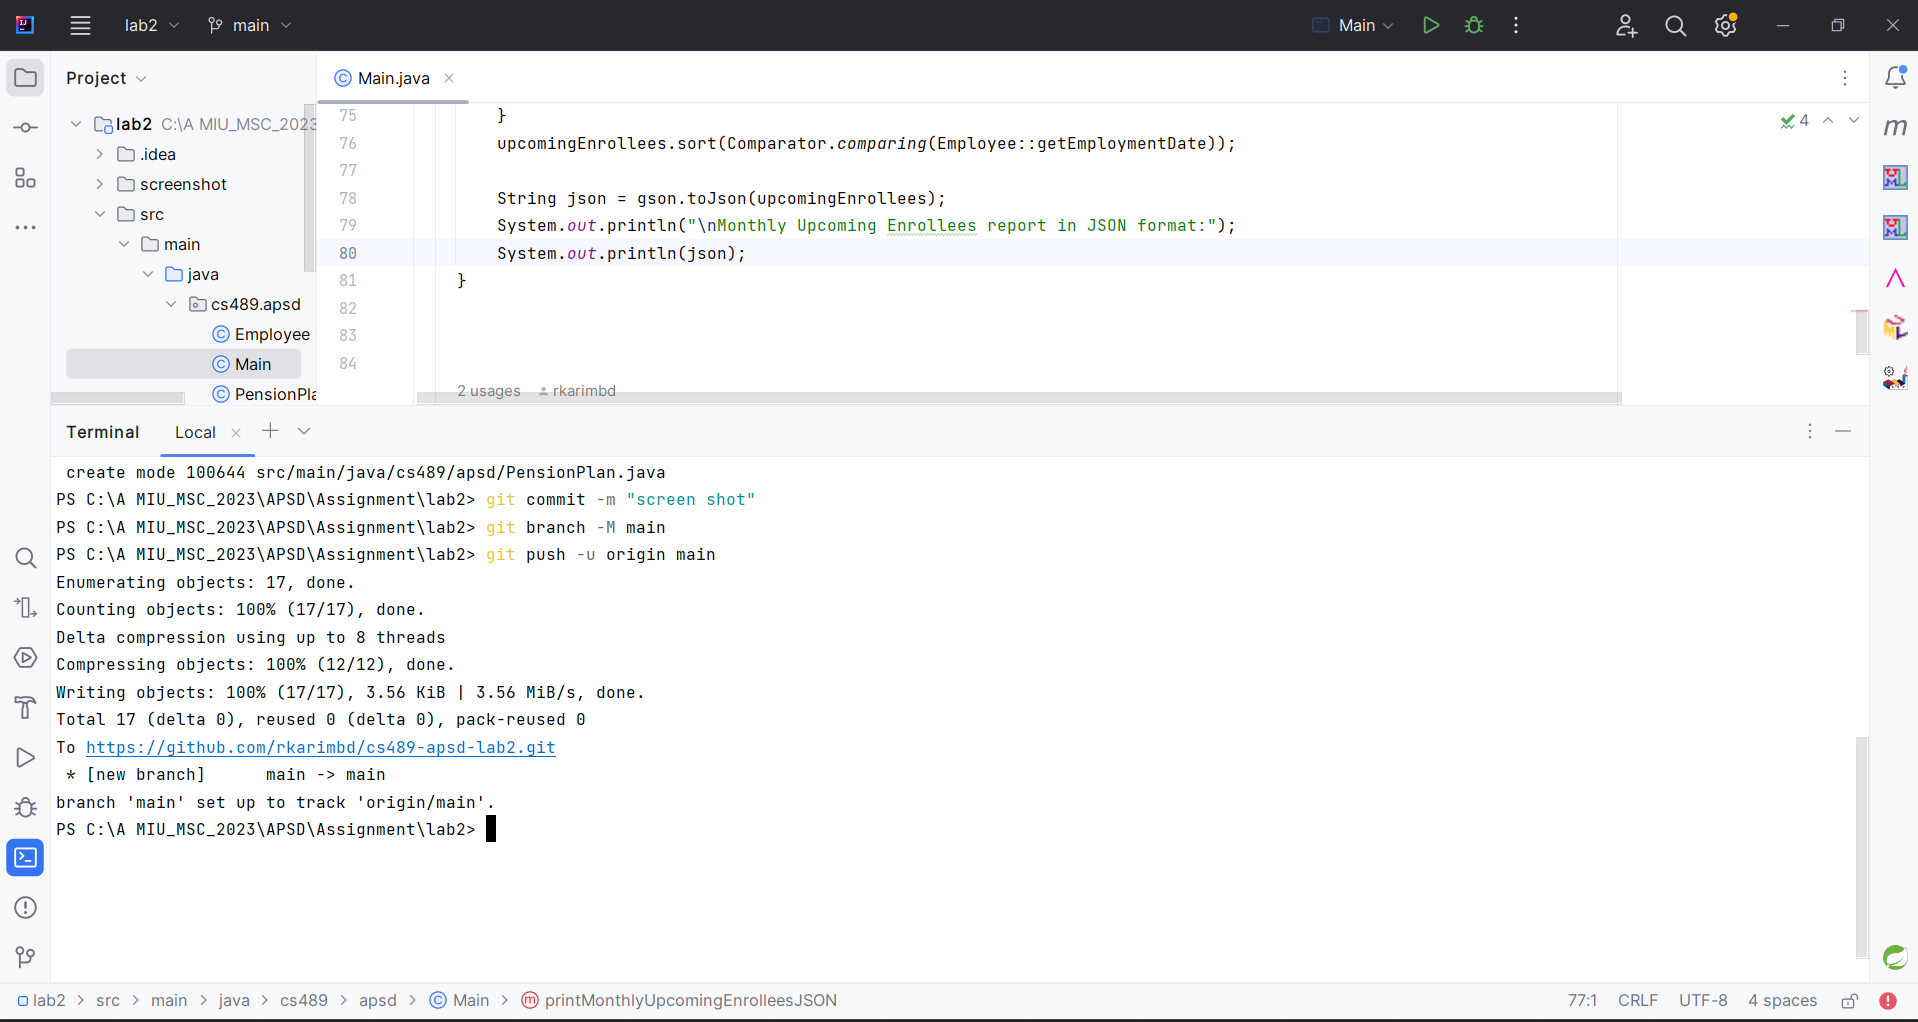 lab2 main Main
Project
Main.java
lab2 C:\A MIU_MSC_2023
.idea
screenshot
src
main
java
cs489.apsd
Employee
Main
PensionPla
75 }
76 upcomingEnrollees.sort(Comparator.comparing(Employee::getEmploymentDate));
77
78 String json = gson.toJson(upcomingEnrollees);
79 System.out.println("\nMonthly Upcoming Enrollees report in JSON format:");
80 System.out.println(json);
81 }
82
83
84
2 usages rkarimbd
4
Terminal Local
create mode 100644 src/main/java/cs489/apsd/PensionPlan.java
PS C:\A MIU_MSC_2023\APSD\Assignment\lab2> git commit -m "screen shot"
PS C:\A MIU_MSC_2023\APSD\Assignment\lab2> git branch -M main
PS C:\A MIU_MSC_2023\APSD\Assignment\lab2> git push -u origin main
Enumerating objects: 17, done.
Counting objects: 100% (17/17), done.
Delta compression using up to 8 threads
Compressing objects: 100% (12/12), done.
Writing objects: 100% (17/17), 3.56 KiB | 3.56 MiB/s, done.
Total 17 (delta 0), reused 0 (delta 0), pack-reused 0
To https://github.com/rkarimbd/cs489-apsd-lab2.git
* [new branch] main -> main
branch 'main' set up to track 'origin/main'.
PS C:\A MIU_MSC_2023\APSD\Assignment\lab2>
lab2 > src > main > java > cs489 > apsd > Main > printMonthlyUpcomingEnrolleesJSON
77:1 CRLF UTF-8 4 spaces